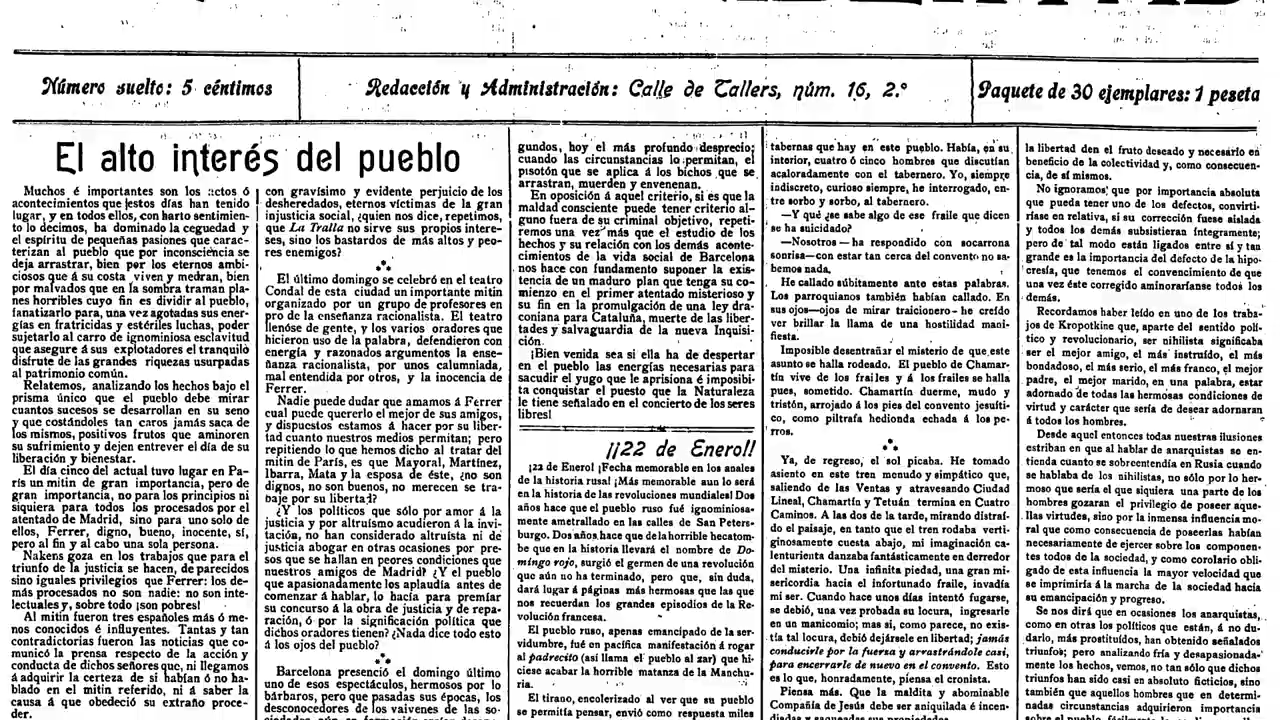 Número suelto: 5 céntimos
Redacción y Administración: Calle de Tallers, núm. 16, 2.º
Paquete de 30 ejemplares: 1 peseta
El alto interés del pueblo
Muchos é importantes son los actos ó
acontecimientos que estos días han tenido
lugar, y en todos ellos, con harto sentimien-
to lo decimos, ha dominado la ceguedad y
el espíritu de pequeñas pasiones que carac-
terizan al pueblo que por inconsciencia se
deja arrastrar, bien por los eternos ambi-
ciosos que á su costa viven y medran, bien
por malvados que en la sombra traman pla-
nes horribles cuyo fin es dividir al pueblo,
fanatizarlo para, una vez agotadas sus ener-
gías en fratricidas y estériles luchas, poder
sujetarlo al carro de ignominiosa esclavitud
que asegure á sus explotadores el tranquilo
disfrute de las grandes riquezas usurpadas
al patrimonio común.
Relatemos, analizando los hechos bajo el
prisma único que el pueblo debe mirar
cuantos sucesos se desarrollan en su seno
y que costándoles tan caros jamás saca de
los mismos, positivos frutos que aminoren
su sufrimiento y dejen entrever el día de su
liberación y bienestar.
El día cinco del actual tuvo lugar en Pa-
rís un mitin de gran importancia, pero de
gran importancia, no para los principios ni
siquiera para todos los procesados por el
atentado de Madrid, sino para uno solo de
ellos, Ferrer, digno, bueno, inocente, sí,
pero al fin y al cabo una sola persona.
Nakens goza en los trabajos que para el
triunfo de la justicia se hacen, de parecidos
sino iguales privilegios que Ferrer: los de-
más procesados no son nadie: no son inte-
lectuales y, sobre todo ¡son pobres!
Al mitin fueron tres españoles más ó me-
nos conocidos é influyentes. Tantas y tan
contradictorias fueron las noticias que co-
municó la prensa respecto de la acción y
conducta de dichos señores que, ni llegamos
á adquirir la certeza de si habían ó no ha-
blado en el mitin referido, ni á saber la
causa á que obedeció su extraño proce-
der.
con gravísimo y evidente perjuicio de los
desheredados, eternos víctimas de la gran
injusticia social, ¿quien nos dice, repetimos,
que La Tralla no sirve sus propios intere-
ses, sino los bastardos de más altos y peo-
res enemigos?
⁂
El último domingo se celebró en el teatro
Condal de esta ciudad un importante mitin
organizado por un grupo de profesores en
pro de la enseñanza racionalista. El teatro
llenóse de gente, y los varios oradores que
hicieron uso de la palabra, defendieron con
energía y razonados argumentos la ense-
ñanza racionalista, por unos calumniada,
mal entendida por otros, y la inocencia de
Ferrer.
Nadie puede dudar que amamos á Ferrer
cual puede quererlo el mejor de sus amigos,
y dispuestos estamos á hacer por su liber-
tad cuanto nuestros medios permitan; pero
repitiendo lo que hemos dicho al tratar del
mitin de París, es que Mayoral, Martínez,
Ibarra, Mata y la esposa de éste, ¿no son
dignos, no son buenos, no merecen se tra-
baje por su libertad?
¿Y los políticos que sólo por amor á la
justicia y por altruísmo acudieron á la invi-
tación, no han considerado altruísta ni de
justicia abogar en otras ocasiones por pre-
sos que se hallan en peores condiciones que
nuestros amigos de Madrid? ¿Y el pueblo
que apasionadamente los aplaudía antes de
comenzar á hablar, lo hacía para premiar
su concurso á la obra de justicia y de repa-
ración, ó por la significación política que
dichos oradores tienen? ¿Nada dice todo esto
á los ojos del pueblo?
⁂
Barcelona presenció el domingo último
uno de esos espectáculos, hermosos por lo
bárbaros, pero que pasadas sus épocas, los
desconocedores de los vaivenes de las so-
gundos, hoy el más profundo desprecio;
cuando las circunstancias lo permitan, el
pisotón que se aplica á los bichos que se
arrastran, muerden y envenenan.
En oposición á aquel criterio, si es que la
maldad consciente puede tener criterio al-
guno fuera de su criminal objetivo, repeti-
remos una vez más que el estudio de los
hechos y su relación con los demás aconte-
cimientos de la vida social de Barcelona
nos hace con fundamento suponer la exis-
tencia de un maduro plan que tenga su co-
mienzo en el primer atentado misterioso y
su fin en la promulgación de una ley dra-
coniana para Cataluña, muerte de las liber-
tades y salvaguardia de la nueva Inquisi-
ción.
¡Bien venida sea si ella ha de despertar
en el pueblo las energías necesarias para
sacudir el yugo que le aprisiona é imposibi-
ta conquistar el puesto que la Naturaleza
le tiene señalado en el concierto de los seres
libres!
¡¡22 de Enero!!
¡22 de Enero! ¡Fecha memorable en los anales
de la historia rusa! ¡Más memorable aun lo será
en la historia de las revoluciones mundiales! Dos
años hace que el pueblo ruso fué ignominiosa-
mente ametrallado en las calles de San Peters-
burgo. Dos años hace que de la horrible hecatom-
be que en la historia llevará el nombre de Do-
mingo rojo, surgió el germen de una revolución
que aún no ha terminado, pero que, sin duda,
dará lugar á páginas más hermosas que las que
nos recuerdan los grandes episodios de la Re-
volución francesa.
El pueblo ruso, apenas emancipado de la ser-
vidumbre, fué en pacífica manifestación á rogar
al padrecito (así llama el pueblo al zar) que hi-
ciese acabar la horrible matanza de la Manchu-
ria.
El tirano, encolerizado al ver que su pueblo
se permitía pensar, envió como respuesta miles
tabernas que hay en este pueblo. Había, en su
interior, cuatro ó cinco hombres que discutían
acaloradamente con el tabernero. Yo, siempre
indiscreto, curioso siempre, he interrogado, en-
tre sorbo y sorbo, al tabernero.
—Y qué ¿se sabe algo de ese fraile que dicen
se ha suicidado?
—Nosotros—ha respondido con socarrona
sonrisa—con estar tan cerca del convento no sa-
bemos nada.
He callado súbitamente ante estas palabras.
Los parroquianos también habían callado. En
sus ojos—ojos de mirar traicionero—he creído
ver brillar la llama de una hostilidad mani-
fiesta.
Imposible desentrañar el misterio de que este
asunto se halla rodeado. El pueblo de Chamar-
tín vive de los frailes y á los frailes se halla
pues, sometido. Chamartín duerme, mudo y
tristón, arrojado á los pies del convento jesuíti-
co, como piltrafa hedionda echada á los pe-
rros.
⁂
Ya, de regreso, el sol picaba. He tomado
asiento en este tren menudo y simpático que,
saliendo de las Ventas y atravesando Ciudad
Lineal, Chamartín y Tetuán termina en Cuatro
Caminos. A las dos de la tarde, mirando distraí-
do el paisaje, en tanto que el tren rodaba verti-
ginosamente cuesta abajo, mi imaginación ca-
lenturienta danzaba fantásticamente en derredor
del misterio. Una infinita piedad, una gran mi-
sericordia hacia el infortunado fraile, invadía
mi ser. Cuando hace unos días intentó fugarse,
se debió, una vez probada su locura, ingresarle
en un manicomio; mas si, como parece, no exis-
tía tal locura, debió dejársele en libertad; jamás
conducirle por la fuersa y arrastrándole casi,
para encerrarle de nuevo en el convento. Esto
es lo que, honradamente, piensa el cronista.
Piensa más. Que la maldita y abominable
Compañía de Jesús debe ser aniquilada é incen-
diadas y saqueadas sus propiedades.
la libertad den el fruto deseado y necesario en
beneficio de la colectividad y, como consecuen-
cia, de sí mismos.
No ignoramos que por importancia absoluta
que pueda tener uno de los defectos, converti-
ríase en relativa, si su corrección fuese aislada
y todos los demás subsistieran íntegramente;
pero de tal modo están ligados entre sí y tan
grande es la importancia del defecto de la hipo-
cresía, que tenemos el convencimiento de que
una vez éste corregido aminoraríanse todos los
demás.
Recordamos haber leído en uno de los traba-
jos de Kropotkine que, aparte del sentido polí-
tico y revolucionario, ser nihilista significaba
ser el mejor amigo, el más instruído, el más
bondadoso, el más serio, el más franco, el mejor
padre, el mejor marido, en una palabra, estar
adornado de todas las hermosas condiciones de
virtud y carácter que sería de desear adornaran
á todos los hombres.
Desde aquel entonces todas nuestras ilusiones
estriban en que al hablar de anarquistas se en-
tienda cuanto se sobrecentendía en Rusia cuando
se hablaba de los nihilistas, no sólo por lo her-
moso que sería el que siquiera una parte de los
hombres gozaran el privilegio de poseer aque-
llas virtudes, sino por la inmensa influencia mo-
ral que como consecuencia de poseerlas habían
necesariamente de ejercer sobre los componen-
tes todos de la sociedad, y como corolario obli-
gado de esta influencia la mayor velocidad que
se imprimiría á la marcha de la sociedad hacia
su emancipación y progreso.
Se nos dirá que en ocasiones los anarquistas,
como en otras los políticos que están, á no du-
darlo, más prostituídos, han obtenido señalados
triunfos; pero analizando fría y desapasionada-
mente los hechos, vemos, no tan sólo que dichos
triunfos han sido casi en absoluto ficticios, sino
también que aquellos hombres que en determi-
nadas circunstancias adquirieron importancia